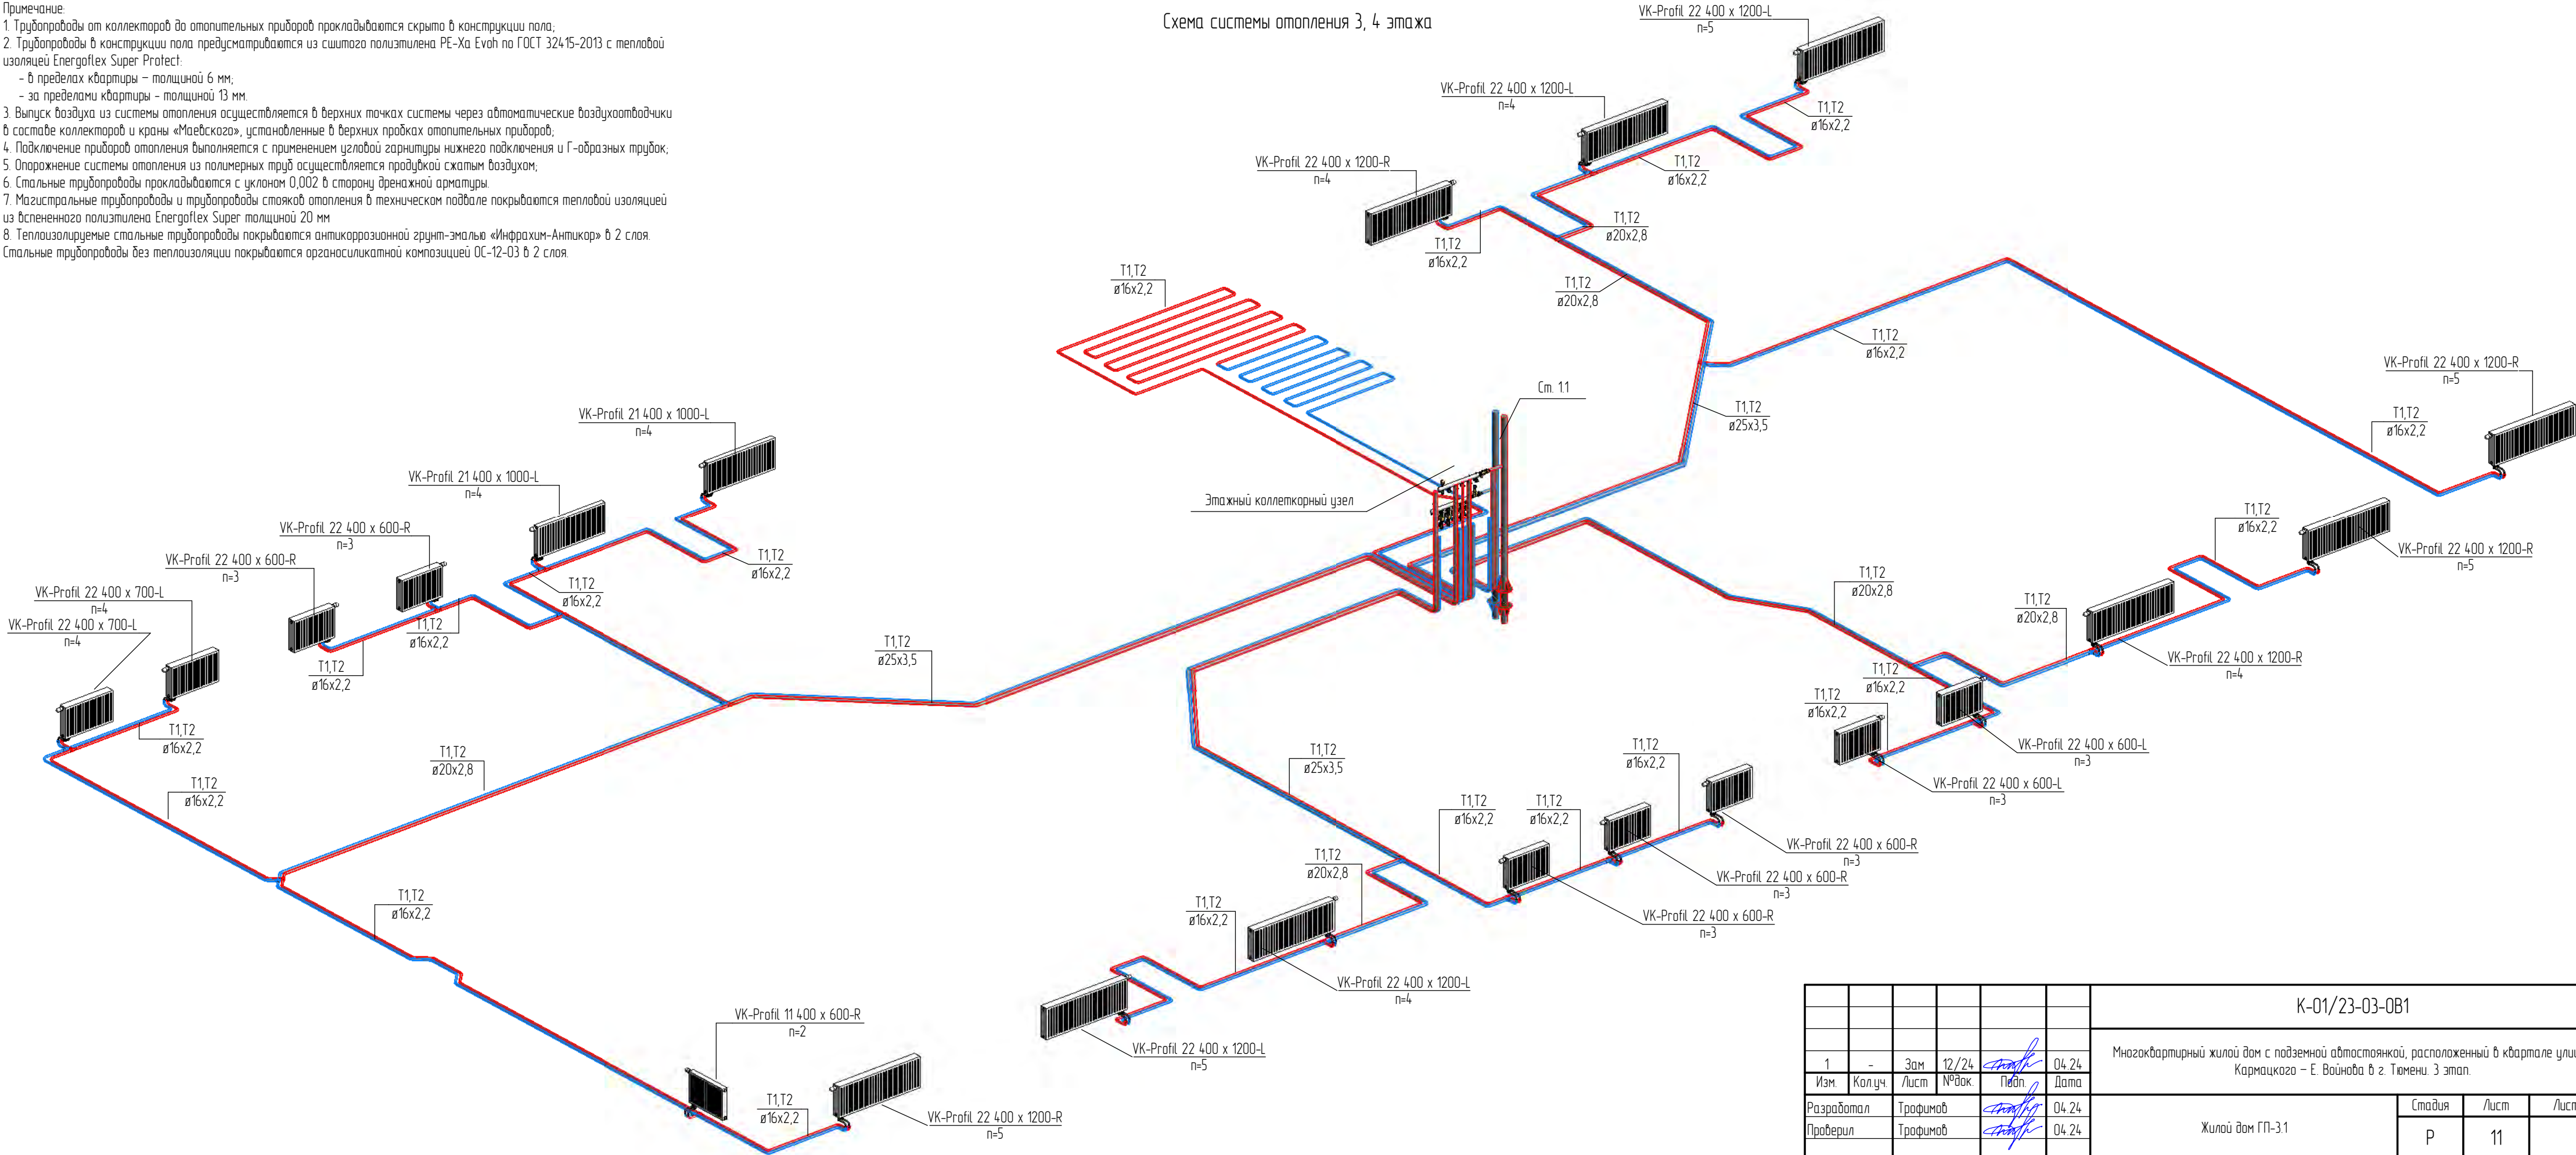 Примечание:
1. Трубопроводы от коллекторов до отопительных приборов прокладываются скрыто в конструкции пола;
2. Трубопроводы в конструкции пола предусматриваются из сшитого полиэтилена PE-Xa Evoh по ГОСТ 32415-2013 с тепловой
изоляцей Energoflex Super Protect:
- в пределах квартиры – толщиной 6 мм;
- за пределами квартиры - толщиной 13 мм.
3. Выпуск воздуха из системы отопления осуществляется в верхних точках системы через автоматические воздухоотводчики
в составе коллекторов и краны «Маевского», установленные в верхних пробках отопительных приборов;
4. Подключение приборов отопления выполняется с применением угловой гарнитуры нижнего подключения и Г-образных трубок;
5. Опорожнение системы отопления из полимерных труб осуществляется продувкой сжатым воздухом;
6. Стальные трубопроводы прокладываются с уклоном 0,002 в сторону дренажной арматуры.
7. Магистральные трубопроводы и трубопроводы стояков отопления в техническом подвале покрываются тепловой изоляцией
из вспененного полиэтилена Energoflex Super толщиной 20 мм
8. Теплоизолируемые стальные трубопроводы покрываются антикоррозионной грунт-эмалью «Инфрахим-Антикор» в 2 слоя.
Стальные трубопроводы без теплоизоляции покрываются органосиликатной композицией ОС-12-03 в 2 слоя.
Схема системы отопления 3, 4 этажа
VK-Profil 22 400 x 1200-L
n=5
VK-Profil 22 400 x 1200-L
n=4
T1,T2
ø16x2,2
VK-Profil 22 400 x 1200-R
n=4
T1,T2
ø16x2,2
T1,T2
ø20x2,8
T1,T2
ø16x2,2
T1,T2
ø16x2,2
T1,T2
ø20x2,8
T1,T2
ø16x2,2
VK-Profil 22 400 x 1200-R
n=5
Ст. 1.1
T1,T2
ø25x3,5
T1,T2
ø16x2,2
VK-Profil 21 400 x 1000-L
n=4
VK-Profil 21 400 x 1000-L
n=4
Этажный коллеткорный узел
VK-Profil 22 400 x 600-R
n=3
VK-Profil 22 400 x 600-R
n=3
T1,T2
ø16x2,2
T1,T2
ø16x2,2
VK-Profil 22 400 x 700-L
n=4
VK-Profil 22 400 x 700-L
n=4
T1,T2
ø16x2,2
T1,T2
ø16x2,2
T1,T2
ø16x2,2
VK-Profil 22 400 x 1200-R
n=5
T1,T2
ø20x2,8
T1,T2
ø20x2,8
VK-Profil 22 400 x 1200-R
n=4
T1,T2
ø25x3,5
T1,T2
ø16x2,2
T1,T2
ø16x2,2
T1,T2
ø16x2,2
T1,T2
ø20x2,8
T1,T2
ø25x3,5
T1,T2
ø16x2,2
VK-Profil 22 400 x 600-L
n=3
VK-Profil 22 400 x 600-L
n=3
T1,T2
ø16x2,2
T1,T2
ø16x2,2
T1,T2
ø16x2,2
VK-Profil 22 400 x 600-R
n=3
VK-Profil 22 400 x 600-R
n=3
VK-Profil 22 400 x 600-R
n=3
T1,T2
ø20x2,8
T1,T2
ø16x2,2
T1,T2
ø16x2,2
VK-Profil 22 400 x 1200-L
n=4
VK-Profil 22 400 x 1200-L
n=5
VK-Profil 11 400 x 600-R
n=2
T1,T2
ø16x2,2
VK-Profil 22 400 x 1200-R
n=5
К-01/23-03-ОВ1
Многоквартирный жилой дом с подземной автостоянкой, расположенный в квартале ули
Кармацкого – Е. Войнова в г. Тюмени. 3 этап.
1 - Зам 12/24 04.24
Изм. Кол.уч. Лист №док. Подп. Дата
Разработал Трофимов 04.24
Проверил Трофимов 04.24
Жилой дом ГП-3.1
Стадия Лист Лист
Р 11